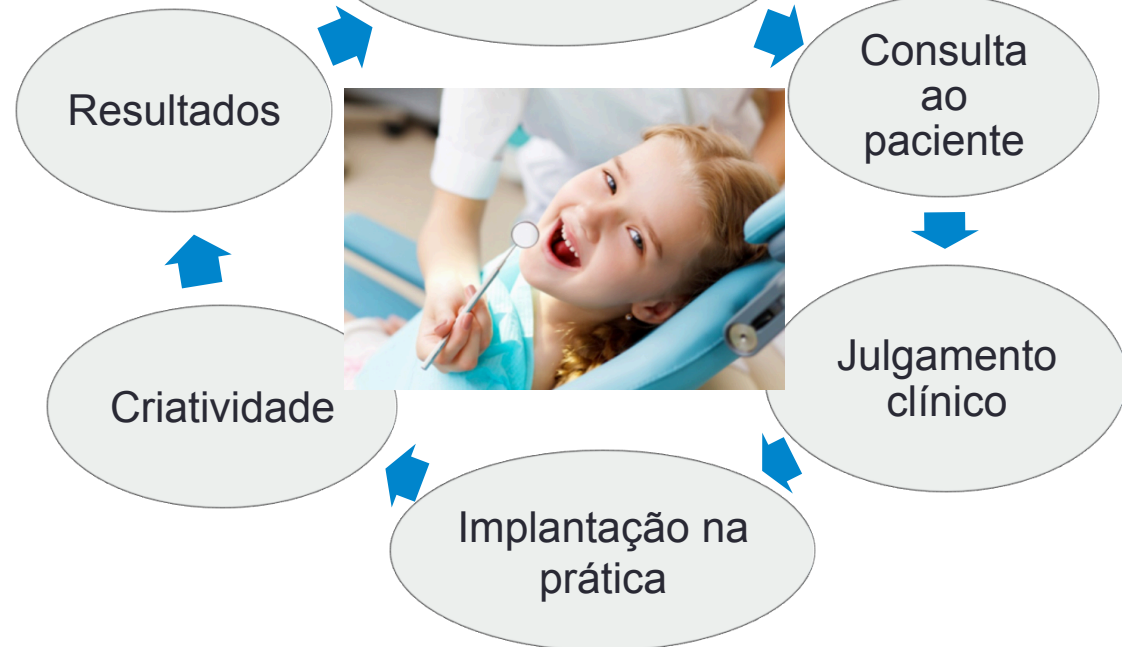 Consulta
ao
paciente
Julgamento
clínico
Implantação na
prática
Criatividade
Resultados